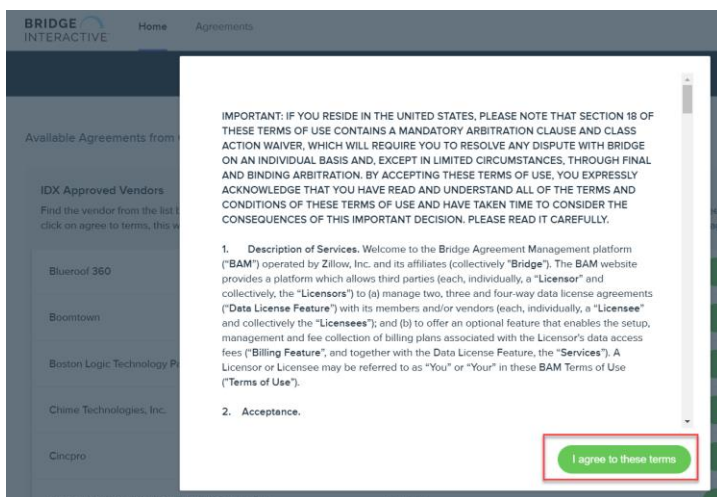 BRIDGE
INTERACTIVE
Home
Agreements
Available Agreements from
IDX Approved Vendors
Find the vendor from the list
click on agree to terms, this w
Blueroof 360
Boomtown
Boston Logic Technology Pa
Chime Technologies, Inc.
Cincpro
IMPORTANT: IF YOU RESIDE IN THE UNITED STATES, PLEASE NOTE THAT SECTION 18 OF
THESE TERMS OF USE CONTAINS A MANDATORY ARBITRATION CLAUSE AND CLASS
ACTION WAIVER, WHICH WILL REQUIRE YOU TO RESOLVE ANY DISPUTE WITH BRIDGE
ON AN INDIVIDUAL BASIS AND, EXCEPT IN LIMITED CIRCUMSTANCES, THROUGH FINAL
AND BINDING ARBITRATION. BY ACCEPTING THESE TERMS OF USE, YOU EXPRESSLY
ACKNOWLEDGE THAT YOU HAVE READ AND UNDERSTAND ALL OF THE TERMS AND
CONDITIONS OF THESE TERMS OF USE AND HAVE TAKEN TIME TO CONSIDER THE
CONSEQUENCES OF THIS IMPORTANT DECISION. PLEASE READ IT CAREFULLY.
1. Description of Services. Welcome to the Bridge Agreement Management platform
("BAM") operated by Zillow, Inc. and its affiliates (collectively "Bridge"). The BAM website
provides a platform which allows third parties (each, individually, a "Licensor" and
collectively, the "Licensors") to (a) manage two, three and four-way data license agreements
("Data License Feature") with its members and/or vendors (each, individually, a "Licensee"
and collectively the "Licensees"); and (b) to offer an optional feature that enables the setup,
management and fee collection of billing plans associated with the Licensor's data access
fees ("Billing Feature", and together with the Data License Feature, the "Services"). A
Licensor or Licensee may be referred to as "You" or "Your" in these BAM Terms of Use
("Terms of Use").
2. Acceptance.
I agree to these terms